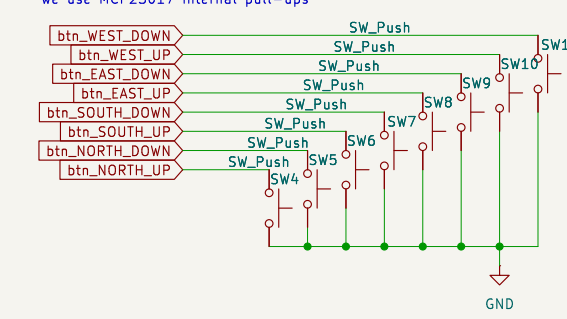 we use MCP23017 internal pull-ups
btn_WEST_DOWN
SW_Push
btn_WEST_UP
SW_Push
SW1
btn_EAST_DOWN
SW_Push
SW10
btn_EAST_UP
SW_Push
SW9
btn_SOUTH_DOWN
SW_Push
SW8
btn_SOUTH_UP
SW_Push
SW7
btn_NORTH_DOWN
SW_Push
SW6
btn_NORTH_UP
SW_Push
SW5
SW4
GND